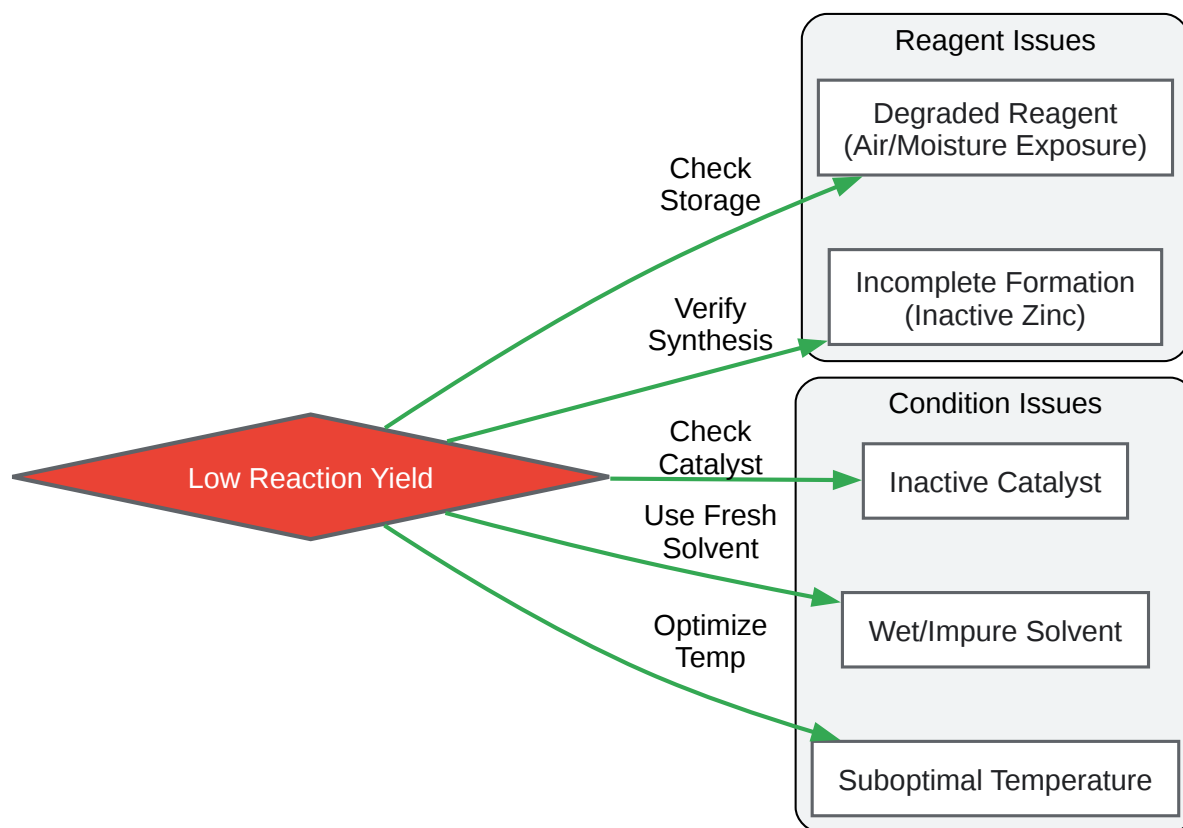 Reagent Issues
Degraded Reagent
(Air/Moisture Exposure)
Check
Storage
Incomplete Formation
(Inactive Zinc)
Verify
Synthesis
Condition Issues
Check
Catalyst
Low Reaction Yield
Inactive Catalyst
Use Fresh
Solvent
Wet/Impure Solvent
Optimize
Temp
Suboptimal Temperature